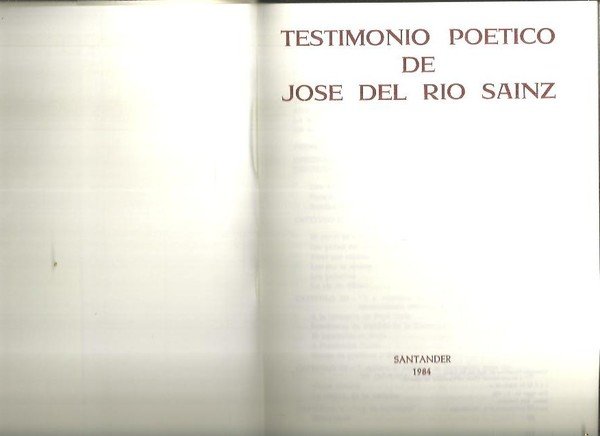 TESTIMONIO POETICO
DE
JOSE DEL RIO SAINZ
SANTANDER
1984